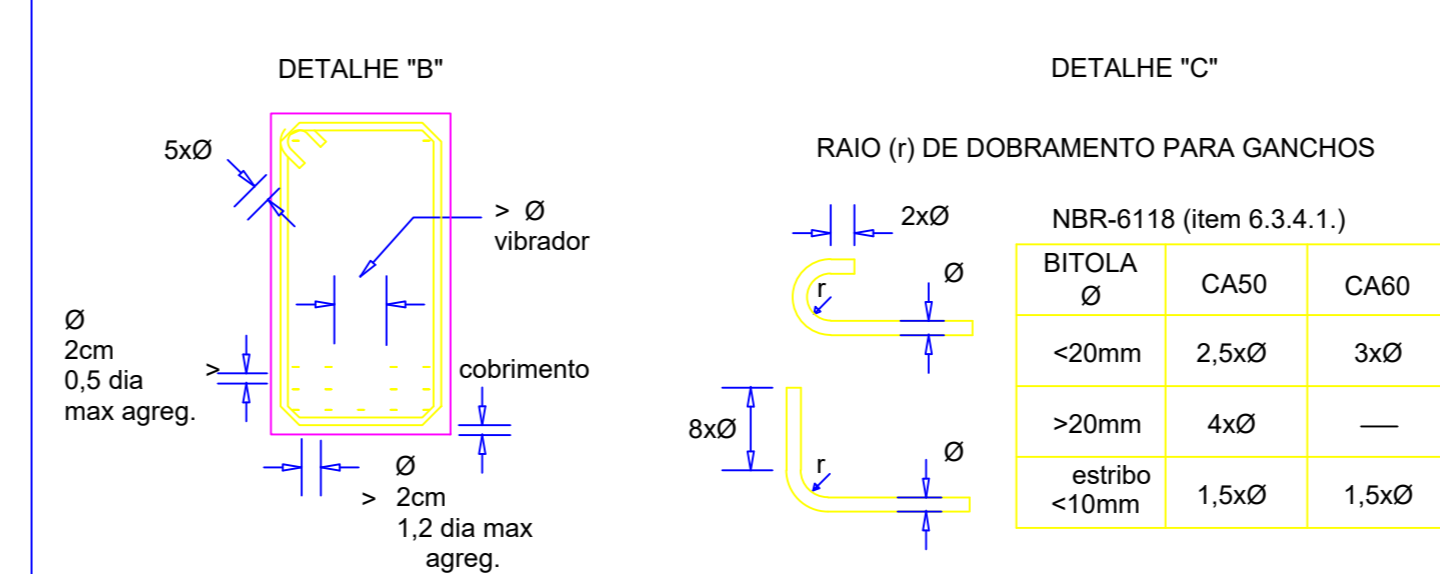 DETALHE "B"
5xØ
> Ø
vibrador
Ø
2cm
0,5 dia
max agreg.
>
cobrimento
Ø
> 2cm
1,2 dia max
agreg.
DETALHE "C"
RAIO (r) DE DOBRAMENTO PARA GANCHOS
2xØ
r
Ø
8xØ
r
Ø
NBR-6118 (item 6.3.4.1.)
BITOLA
Ø
CA50
CA60
<20mm 2,5xØ 3xØ
>20mm 4xØ —
estribo
<10mm 1,5xØ 1,5xØ